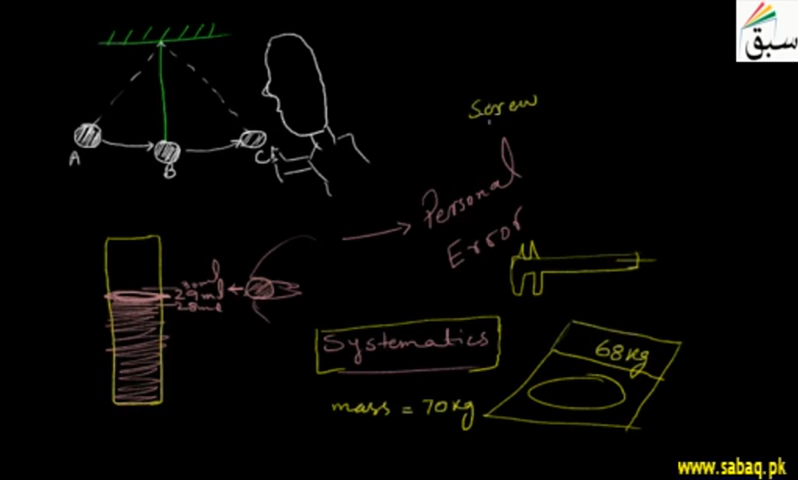 سبق
Screw
A
B
C
Personal
Error
30ml
29ml
28ml
Systematics
68kg
mass = 70kg
www.sabaq.pk